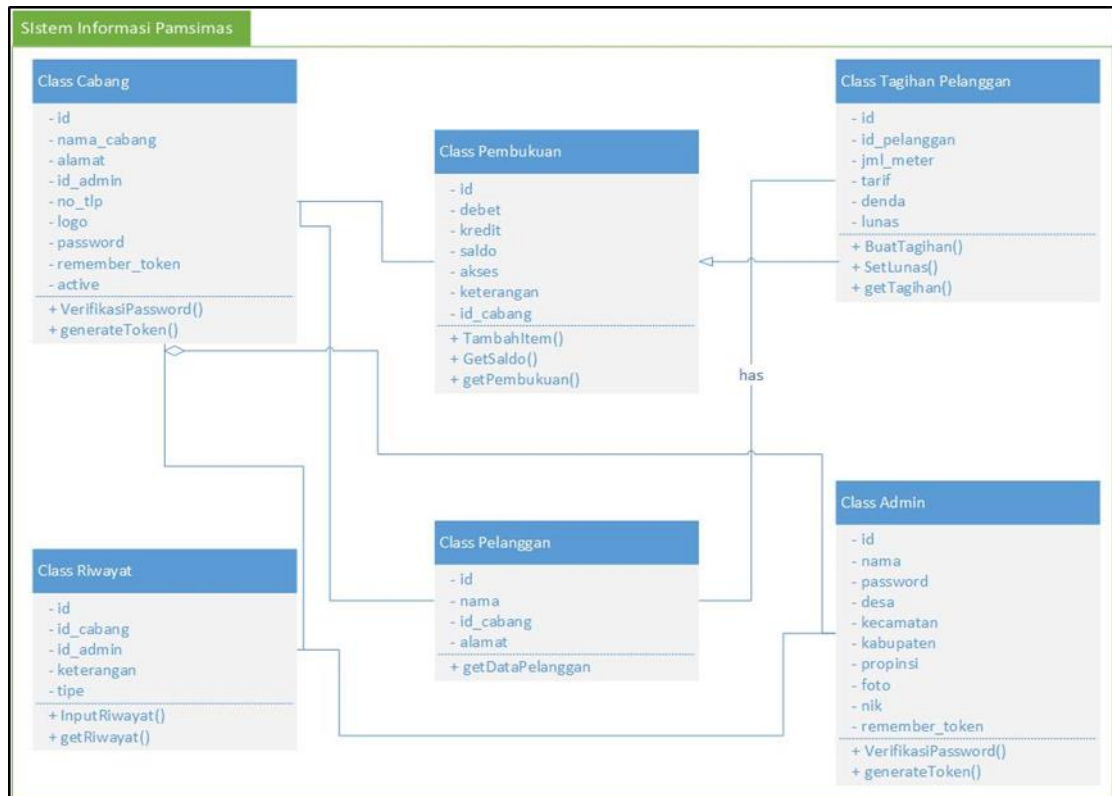 SIstem Informasi Pamsimas
Class Cabang
- id
- nama_cabang
- alamat
- id_admin
- no_tlp
- logo
- password
- remember_token
- active
+ VerifikasiPassword()
+ generateToken()
Class Pembukuan
- id
- debet
- kredit
- saldo
- akses
- keterangan
- id_cabang
+ TambahItem()
+ GetSaldo()
+ getPembukuan()
Class Tagihan Pelanggan
- id
- id_pelanggan
- jml_meter
- tarif
- denda
- lunas
+ BuatTagihan()
+ SetLunas()
+ getTagihan()
has
Class Riwayat
- id
- id_cabang
- id_admin
- keterangan
- tipe
+ InputRiwayat()
+ getRiwayat()
Class Pelanggan
- id
- nama
- id_cabang
- alamat
+ getDataPelanggan
Class Admin
- id
- nama
- password
- desa
- kecamatan
- kabupaten
- propinsi
- foto
- nik
- remember_token
+ VerifikasiPassword()
+ generateToken()